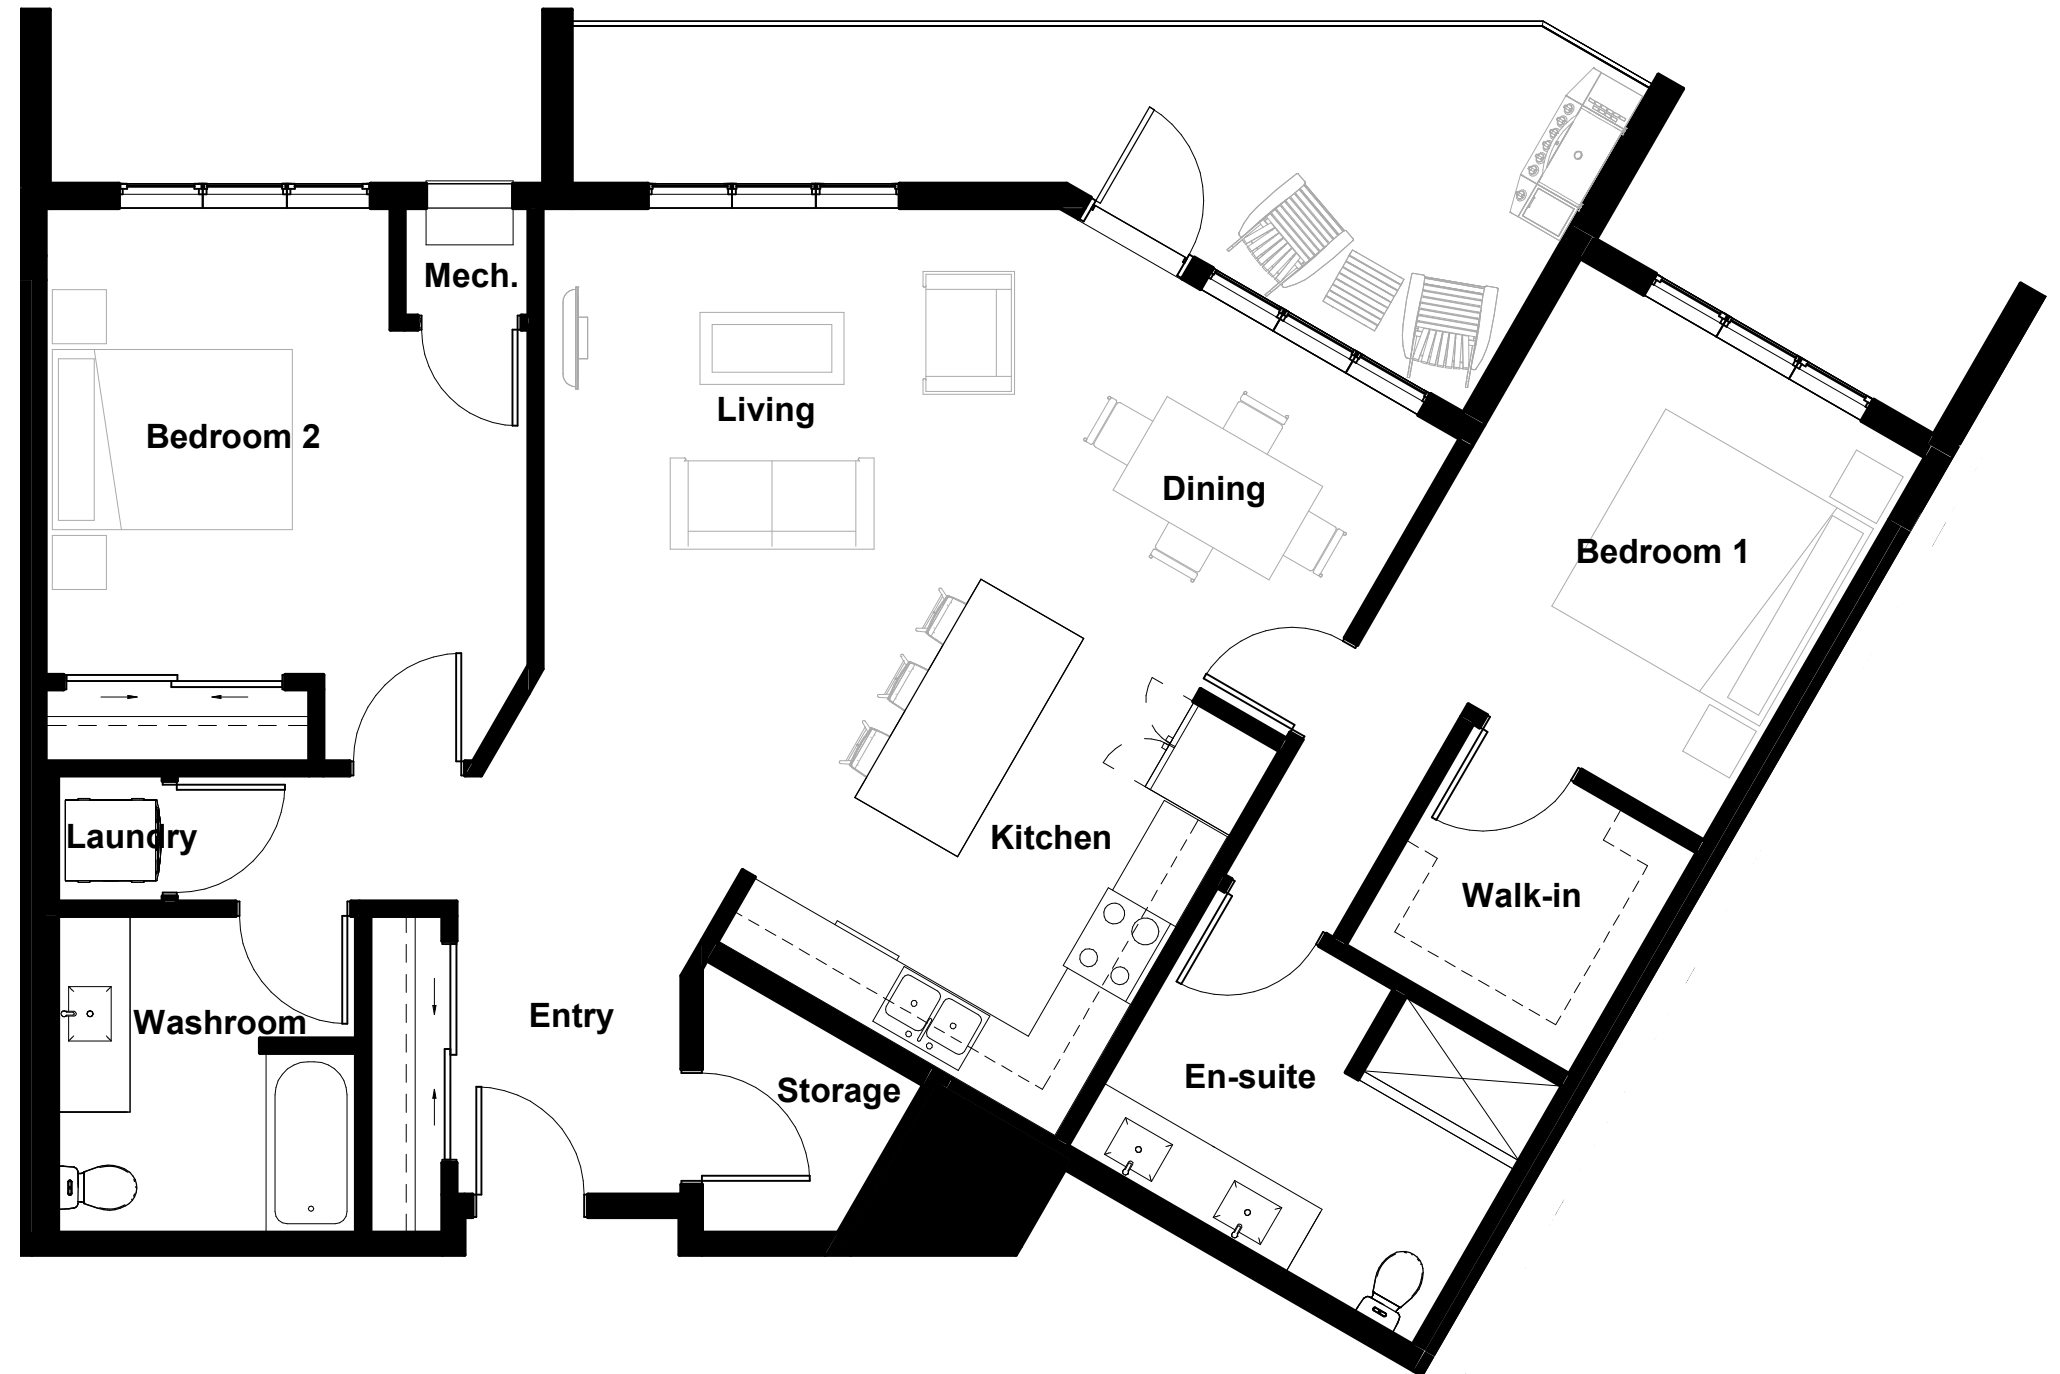 Mech.
Living
Bedroom 2
Dining
Bedroom 1
Laundry
Kitchen
Walk-in
Washroom
Entry
Storage
En-suite